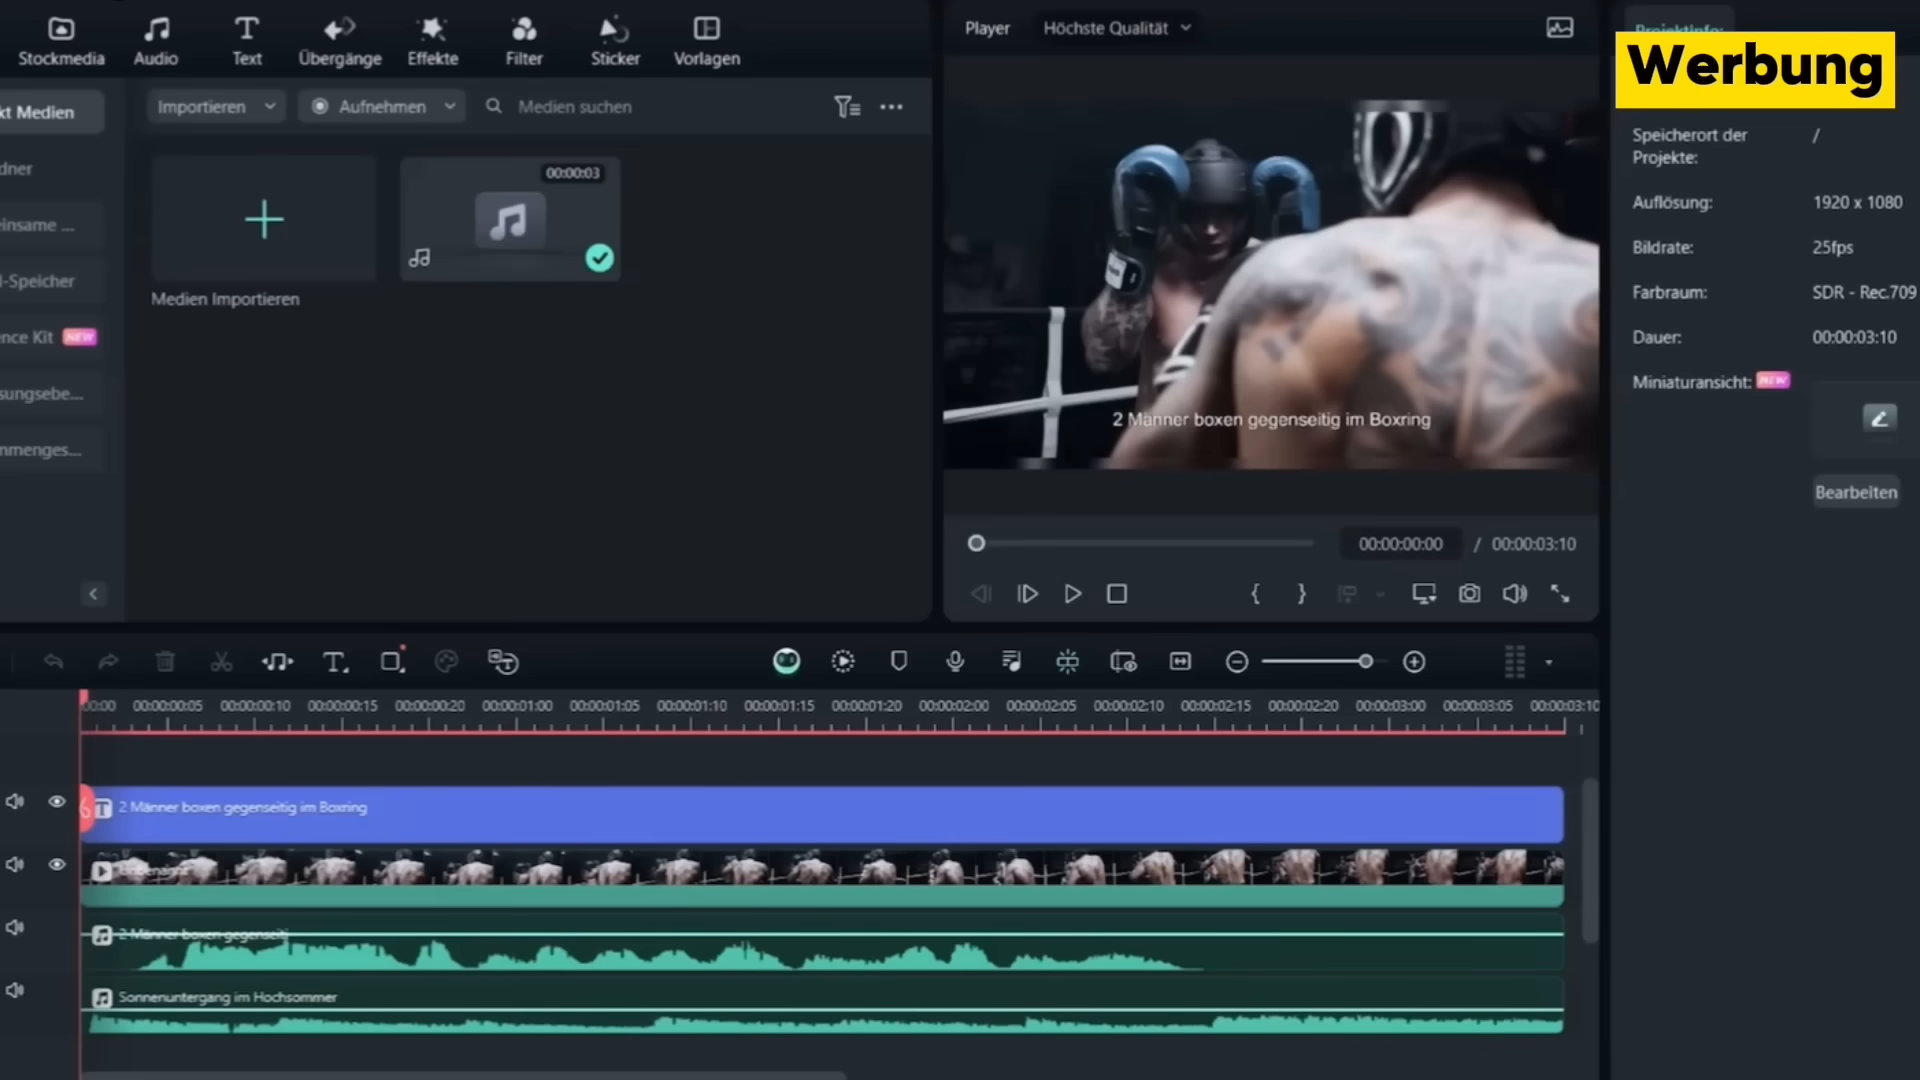 Stockmedia
Audio
Text
Übergänge
Effekte
Filter
Sticker
Vorlagen
Player
Höchste Qualität
Werbung
kt Medien
Importieren
Aufnehmen
Medien suchen
dner
einsame ...
l-Speicher
nce Kit NEW
sungsebe...
nmenges...
00:00:03
Medien Importieren
2 Männer boxen gegenseitig im Boxring
Speicherort der
Projekte:
/
Auflösung:
1920 x 1080
Bildrate:
25fps
Farbraum:
SDR - Rec.709
Dauer:
00:00:03:10
Miniaturansicht: NEW
Bearbeiten
00:00:00:00 / 00:00:03:10
00:00 00:00:00:05 00:00:00:10 00:00:00:15 00:00:00:20 00:00:01:00 00:00:01:05 00:00:01:10 00:00:01:15 00:00:01:20 00:00:02:00 00:00:02:05 00:00:02:10 00:00:02:15 00:00:02:20 00:00:03:00 00:00:03:05 00:00:03:10
2 Männer boxen gegenseitig im Boxring
2 Männer boxen gegenseiti
Sonnenuntergang im Hochsommer